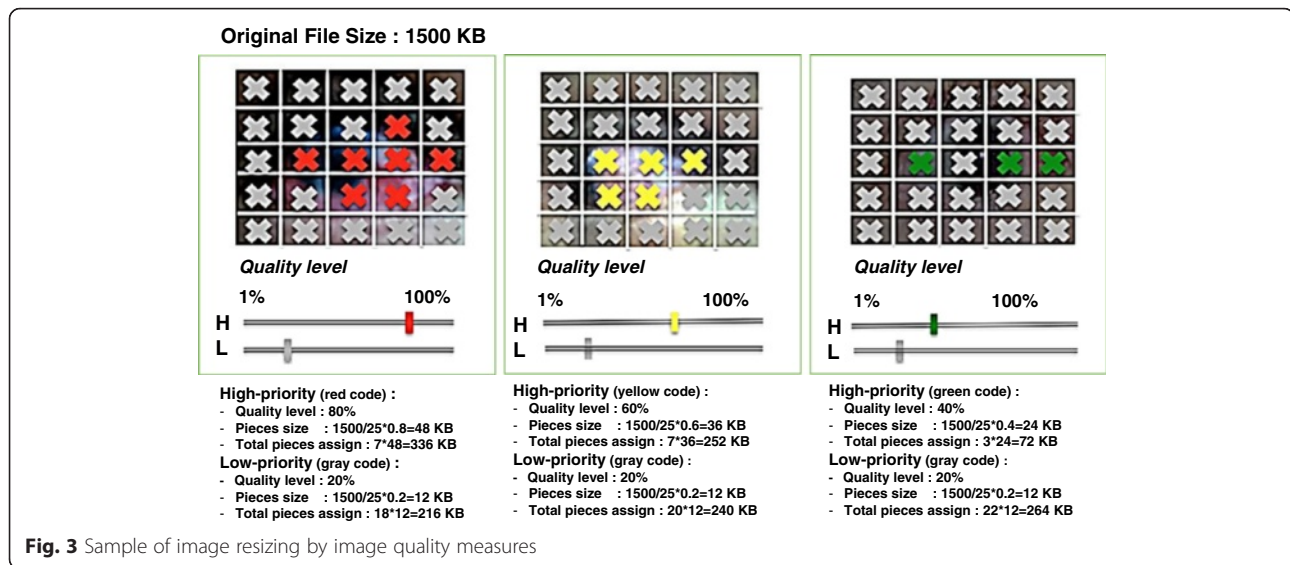 Original File Size : 1500 KB
Quality level
1% 100%
H
L
High-priority (red code) :
- Quality level : 80%
- Pieces size : 1500/25*0.8=48 KB
- Total pieces assign : 7*48=336 KB
Low-priority (gray code) :
- Quality level : 20%
- Pieces size : 1500/25*0.2=12 KB
- Total pieces assign : 18*12=216 KB
Quality level
1% 100%
H
L
High-priority (yellow code) :
- Quality level : 60%
- Pieces size : 1500/25*0.6=36 KB
- Total pieces assign : 7*36=252 KB
Low-priority (gray code) :
- Quality level : 20%
- Pieces size : 1500/25*0.2=12 KB
- Total pieces assign : 20*12=240 KB
Quality level
1% 100%
H
L
High-priority (green code) :
- Quality level : 40%
- Pieces size : 1500/25*0.4=24 KB
- Total pieces assign : 3*24=72 KB
Low-priority (gray code) :
- Quality level : 20%
- Pieces size : 1500/25*0.2=12 KB
- Total pieces assign : 22*12=264 KB
Fig. 3 Sample of image resizing by image quality measures